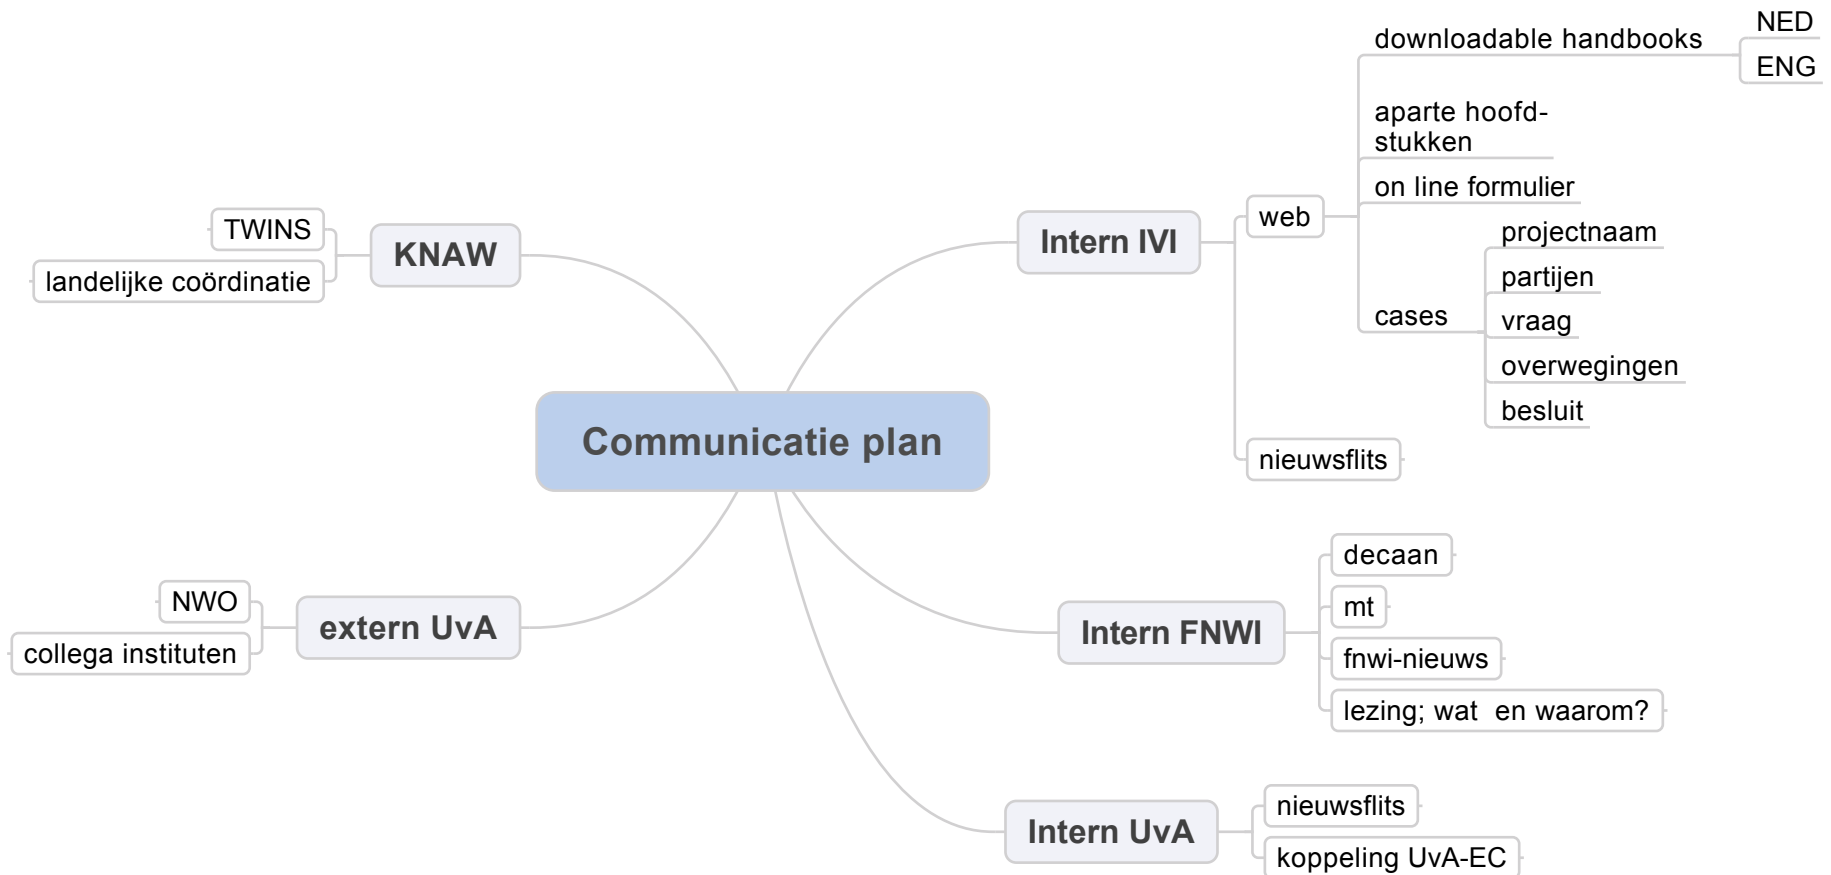 Communicatie plan
Intern IVI
web
downloadable handbooks
NED
ENG
aparte hoofd-
stukken
on line formulier
cases
projectnaam
partijen
vraag
overwegingen
besluit
nieuwsflits
Intern FNWI
decaan
mt
fnwi-nieuws
lezing; wat  en waarom?
Intern UvA
nieuwsflits
koppeling UvA-EC
extern UvA
NWO
collega instituten
KNAW
TWINS
landelijke coördinatie